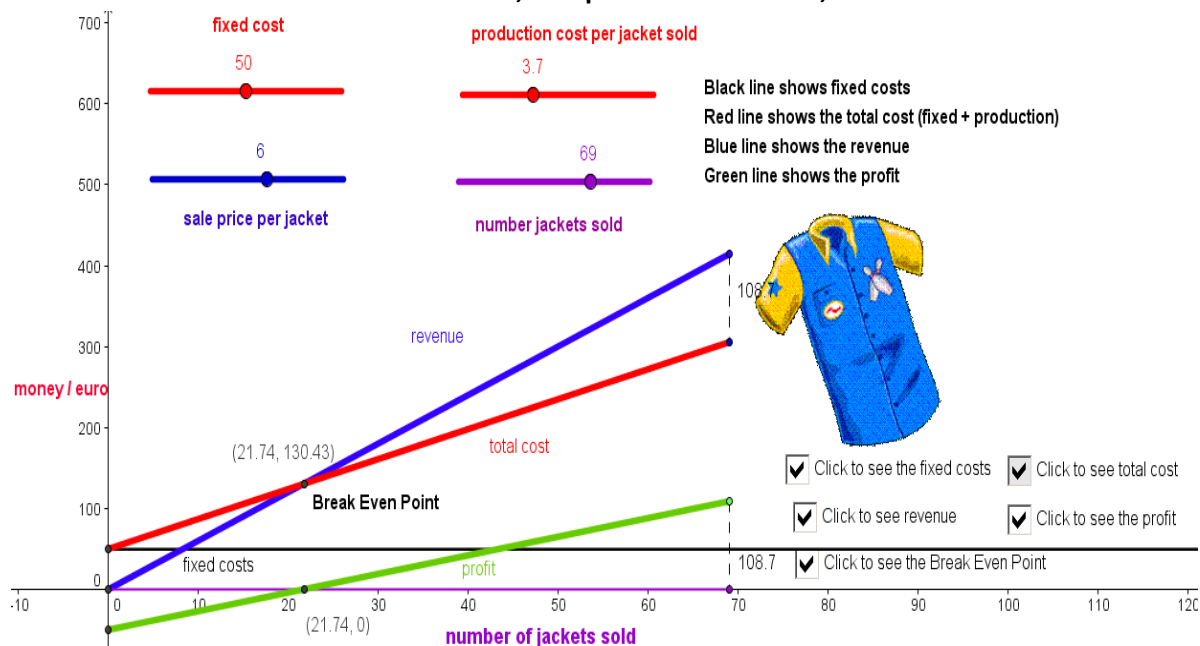 700
fixed cost
production cost per jacket sold
50
3.7
Black line shows fixed costs
600
Red line shows the total cost (fixed + production)
Blue line shows the revenue
6
69
Green line shows the profit
500
sale price per jacket
number jackets sold
400
108.7
revenue
300
money / euro
200
(21.74, 130.43)
total cost
Click to see the fixed costs
Click to see total cost
100
Break Even Point
Click to see revenue
Click to see the profit
fixed costs
profit
108.7
Click to see the Break Even Point
0
-10 0 10 20 30 40 50 60 70 80 90 100 110 120
(21.74, 0)
number of jackets sold